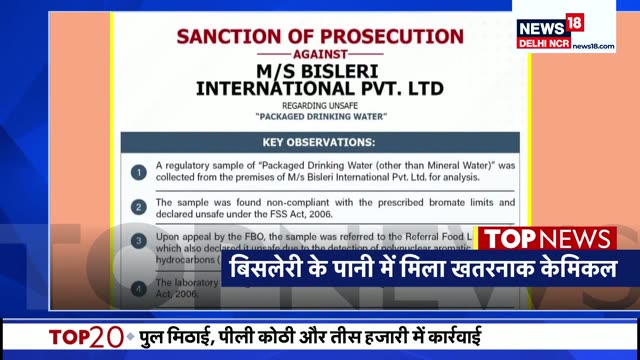 SANCTION OF PROSECUTION
AGAINST
M/S BISLERI
INTERNATIONAL PVT. LTD
REGARDING UNSAFE
"PACKAGED DRINKING WATER"
KEY OBSERVATIONS:
1 A regulatory sample of "Packaged Drinking Water (other than Mineral Water)" was
collected from the premises of M/s Bisleri International Pvt. Ltd. for analysis.
2 The sample was found non-compliant with the prescribed bromate limits and
declared unsafe under the FSS Act, 2006.
3 Upon appeal by the FBO, the sample was referred to the Referral Food
which also declared it unsafe due to the detection of polynuclear aromatic
hydrocarbons (
4 The laboratory
Act, 2006.
NEWS 18
DELHI NCR
news18.com
TOP NEWS
बिसलेरी के पानी में मिला खतरनाक केमिकल
TOP 20 पुल मिठाई, पीली कोठी और तीस हजारी में कार्रवाई